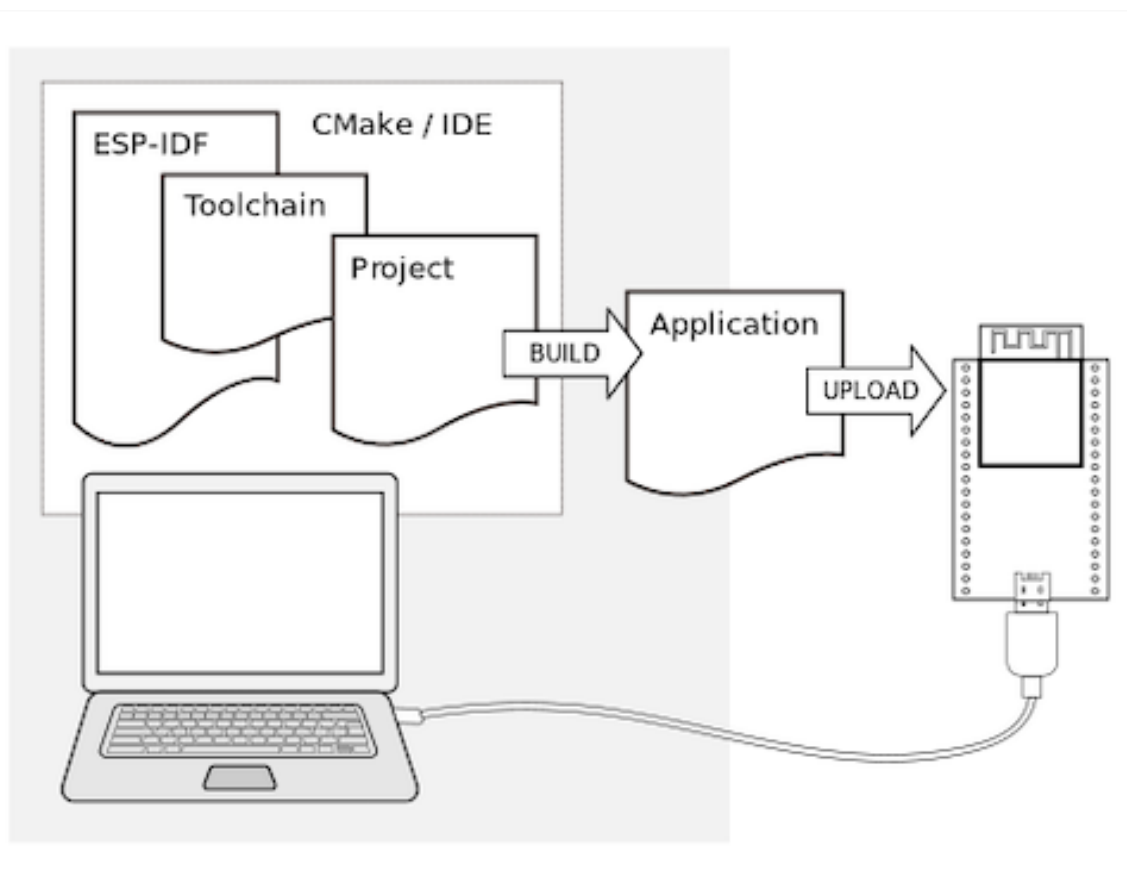 ESP-IDF
CMake / IDE
Toolchain
Project
BUILD
Application
UPLOAD